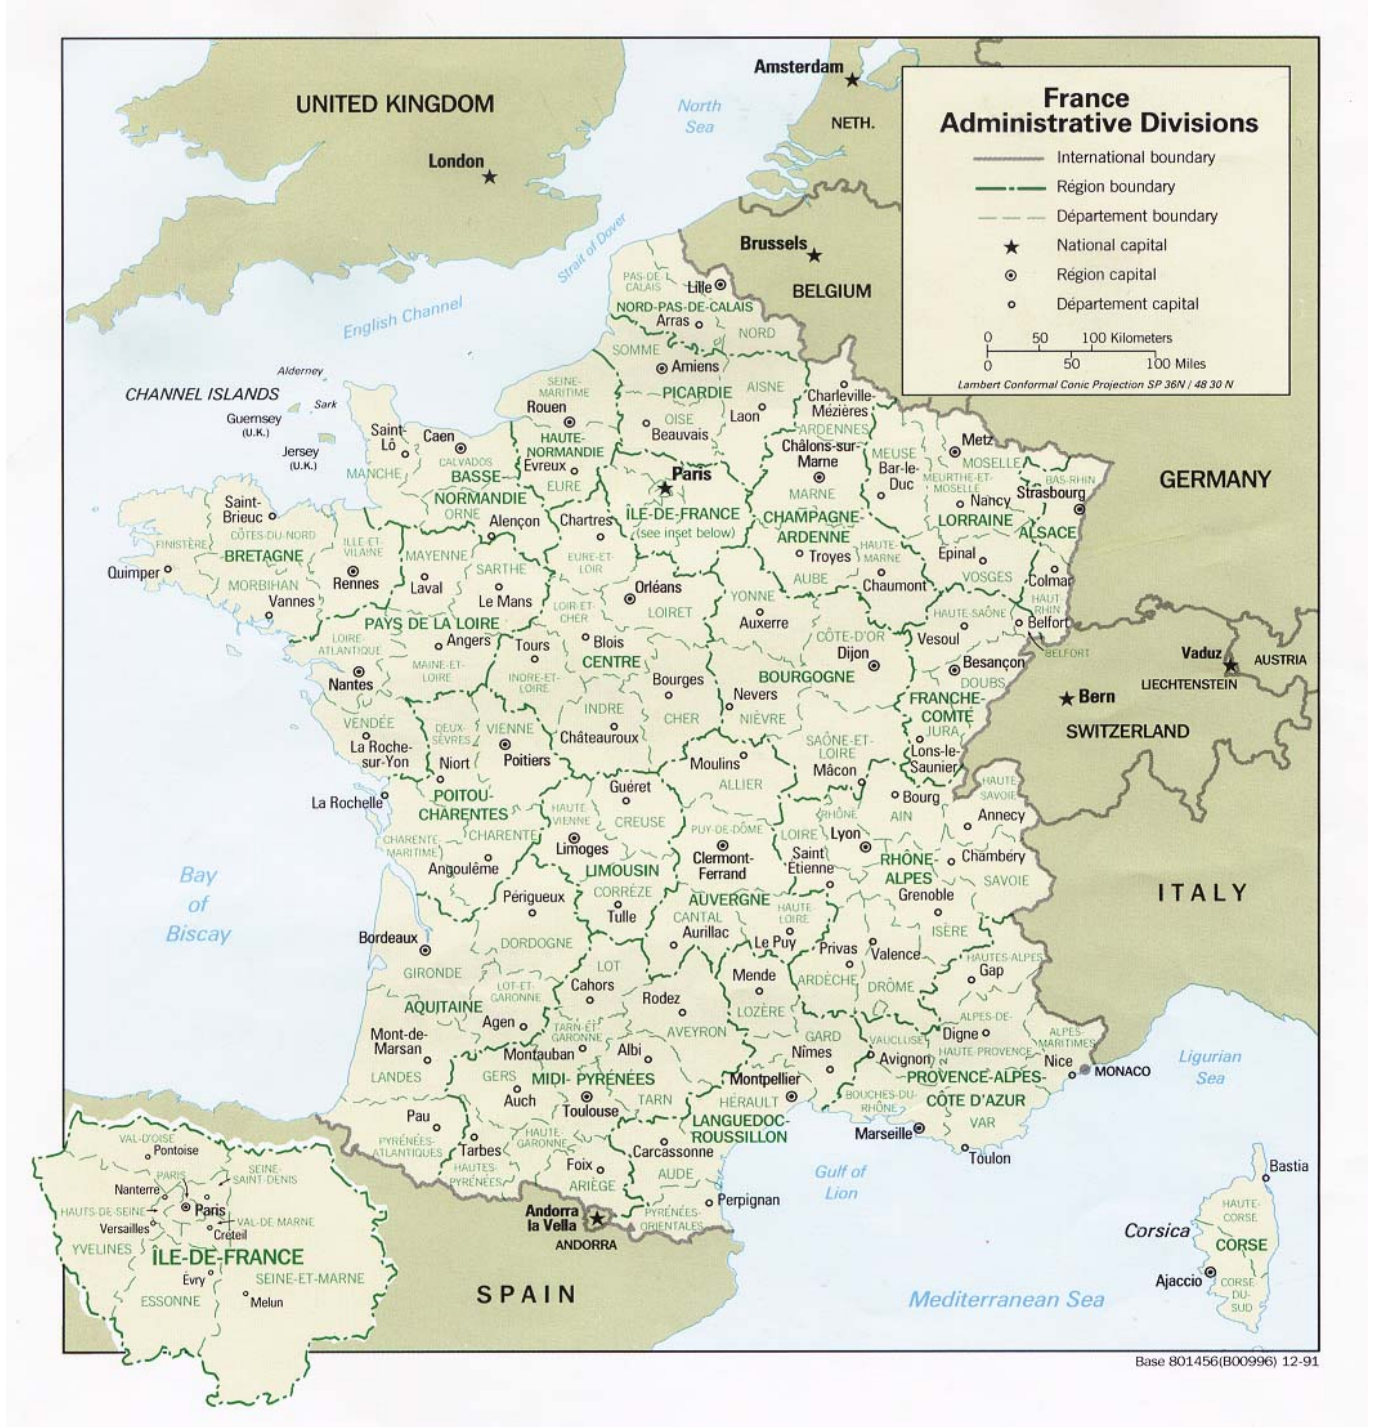 UNITED KINGDOM
London
North
Sea
Amsterdam
NETH.
France
Administrative Divisions
International boundary
Région boundary
Département boundary
National capital
Région capital
Département capital
0 50 100 Kilometers
0 50 100 Miles
Lambert Conformal Conic Projection SP 36N / 48 30 N
Strait of Dover
Brussels
BELGIUM
English Channel
PAS-DE-
CALAIS
Lille
NORD-PAS-DE-CALAIS
Arras
NORD
SOMME
Amiens
PICARDIE
AISNE
OISE
Laon
Beauvais
Alderney
CHANNEL ISLANDS
Sark
Guernsey
(U.K.)
Jersey
(U.K.)
SEINE-
MARITIME
Rouen
HAUTE-
NORMANDIE
Evreux
EURE
Saint-
Lô
Caen
CALVADOS
MANCHE
BASSE-
NORMANDIE
ORNE
Alençon
Charleville-
Mézières
ARDENNES
Châlons-sur-
Marne
MARNE
CHAMPAGNE-
ARDENNE
Troyes
HAUTE-
MARNE
AUBE
Chaumont
Metz
MEUSE
MOSELLE
Bar-le-
Duc
MEURTHE-ET-
MOSELLE
Nancy
LORRAINE
Epinal
VOSGES
BAS-RHIN
Strasbourg
ALSACE
Colmar
HAUT-
RHIN
GERMANY
Paris
ÎLE-DE-FRANCE
(see inset below)
Saint-
Brieuc
CÔTES-DU-NORD
FINISTÈRE
BRETAGNE
Quimper
MORBIHAN
Vannes
ILLE-ET-
VILAINE
Rennes
MAYENNE
Laval
SARTHE
Le Mans
PAYS DE LA LOIRE
LOIRE-
ATLANTIQUE
Angers
Nantes
MAINE-ET-
LOIRE
VENDÉE
La Roche-
sur-Yon
Chartres
EURE-ET-
LOIR
Orléans
LOIRET
LOIR-ET-
CHER
Blois
Tours
CENTRE
INDRE-ET-
LOIRE
Bourges
INDRE
CHER
Châteauroux
YONNE
Auxerre
CÔTE-D'OR
Dijon
BOURGOGNE
Nevers
NIÈVRE
SAÔNE-ET-
LOIRE
Mâcon
HAUTE-SAÔNE
Vesoul
Belfort
BELFORT
Besançon
DOUBS
FRANCHE-
COMTÉ
JURA
Lons-le-
Saunier
Vaduz
AUSTRIA
LIECHTENSTEIN
Bern
SWITZERLAND
DEUX-
SÈVRES
VIENNE
Poitiers
Niort
La Rochelle
POITOU-
CHARENTES
CHARENTE-
MARITIME
CHARENTE
Angoulême
Guéret
HAUTE
VIENNE
CREUSE
Limoges
LIMOUSIN
CORRÈZE
Tulle
Moulins
ALLIER
PUY-DE-DÔME
Clermont-
Ferrand
AUVERGNE
CANTAL
Aurillac
HAUTE
LOIRE
Le Puy
Bourg
AIN
HAUTE
SAVOIE
Annecy
RHÔNE
LOIRE
Lyon
Saint
Étienne
RHÔNE-
ALPES
Chambéry
SAVOIE
Grenoble
ISÈRE
Privas
Valence
ARDÈCHE
DRÔME
ITALY
Bay
of
Biscay
Périgueux
Bordeaux
DORDOGNE
GIRONDE
LOT-ET-
GARONNE
AQUITAINE
Agen
Mont-de-
Marsan
LANDES
Pau
PYRÉNÉES-
ATLANTIQUES
LOT
Cahors
Rodez
AVEYRON
TARN-ET-
GARONNE
Montauban
Albi
GERS
MIDI-PYRÉNÉES
Auch
Toulouse
TARN
HAUTE-
GARONNE
Tarbes
HAUTES-
PYRÉNÉES
Foix
ARIÈGE
Mende
LOZÈRE
GARD
Nîmes
Montpellier
HÉRAULT
LANGUEDOC-
ROUSSILLON
Carcassonne
AUDE
Perpignan
PYRÉNÉES-
ORIENTALES
HAUTES-ALPES
Gap
ALPES-DE-
HAUTE-PROVENCE
Digne
ALPES-
MARITIMES
VAUCLUSE
Avignon
Nice
MONACO
PROVENCE-ALPES-
CÔTE D'AZUR
BOUCHES-DU-
RHÔNE
VAR
Marseille
Toulon
Ligurian
Sea
Gulf of
Lion
Andorra
la Vella
ANDORRA
SPAIN
Mediterranean Sea
Bastia
HAUTE-
CORSE
Corsica
CORSE
Ajaccio
CORSE
DU-
SUD
VAL-D'OISE
Pontoise
PARIS
SEINE-
SAINT-DENIS
Nanterre
HAUTS-DE-SEINE
Paris
VAL-DE-MARNE
Versailles
Créteil
YVELINES
ÎLE-DE-FRANCE
Évry
SEINE-ET-MARNE
ESSONNE
Melun
Base 801456(B00996) 12-91